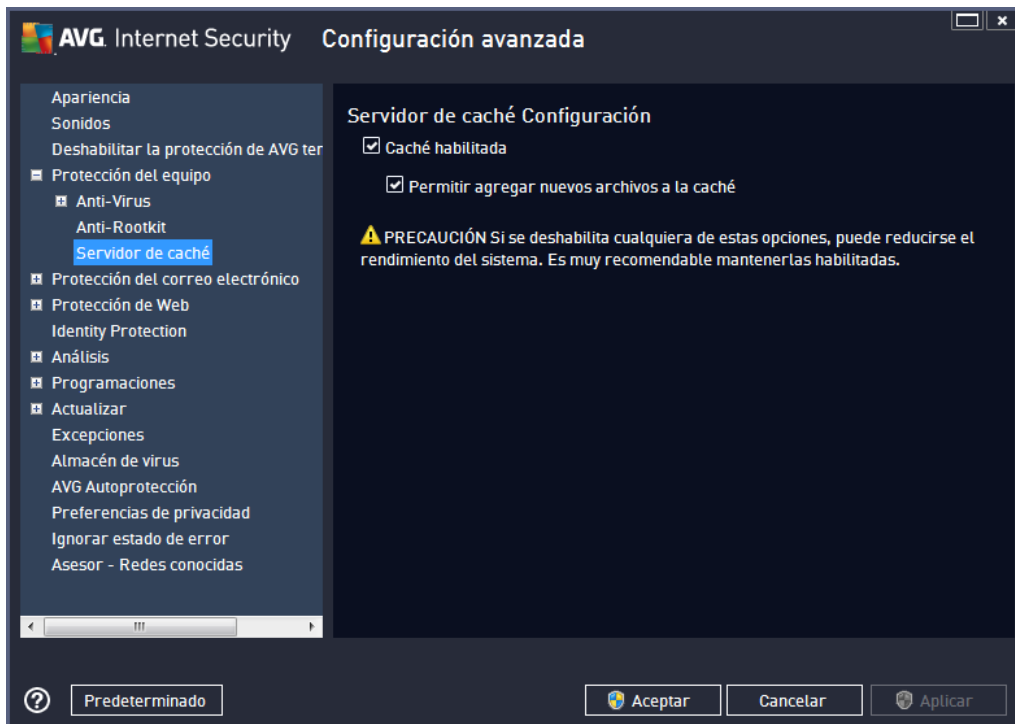 AVG. Internet Security Configuración avanzada
Apariencia
Sonidos
Deshabilitar la protección de AVG ter
Protección del equipo
Anti-Virus
Anti-Rootkit
Servidor de caché
Protección del correo electrónico
Protección de Web
Identity Protection
Análisis
Programaciones
Actualizar
Excepciones
Almacén de virus
AVG Autoprotección
Preferencias de privacidad
Ignorar estado de error
Asesor - Redes conocidas
Servidor de caché Configuración
Caché habilitada
Permitir agregar nuevos archivos a la caché
PRECAUCIÓN Si se deshabilita cualquiera de estas opciones, puede reducirse el
rendimiento del sistema. Es muy recomendable mantenerlas habilitadas.
Predeterminado
Aceptar
Cancelar
Aplicar